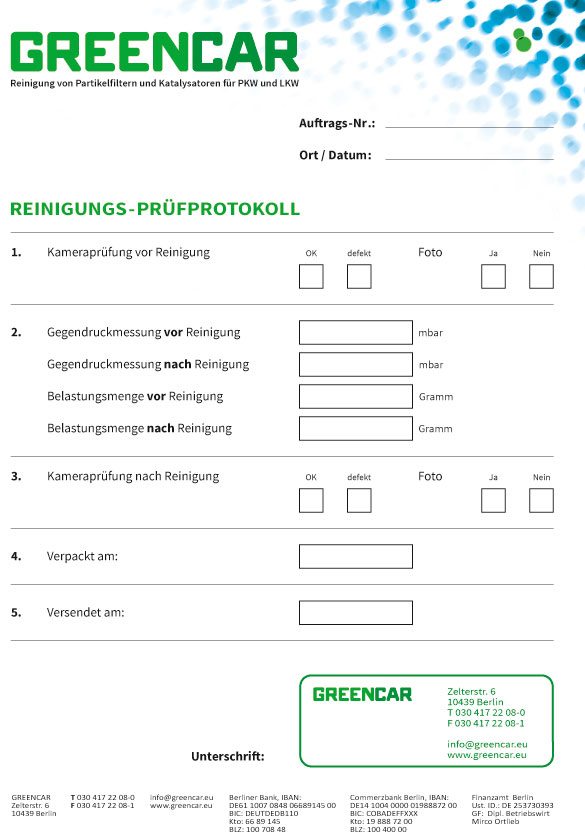 GREENCAR
Reinigung von Partikelfiltern und Katalysatoren für PKW und LKW
Auftrags-Nr.:
Ort / Datum:
REINIGUNGS-PRÜFPROTOKOLL
1. Kameraprüfung vor Reinigung OK defekt Foto Ja Nein
2. Gegendruckmessung vor Reinigung mbar
Gegendruckmessung nach Reinigung mbar
Belastungsmenge vor Reinigung Gramm
Belastungsmenge nach Reinigung Gramm
3. Kameraprüfung nach Reinigung OK defekt Foto Ja Nein
4. Verpackt am:
5. Versendet am:
GREENCAR
Zelterstr. 6
10439 Berlin
T 030 417 22 08-0
F 030 417 22 08-1
info@greencar.eu
www.greencar.eu
Unterschrift:
GREENCAR
Zelterstr. 6
10439 Berlin
T 030 417 22 08-0
F 030 417 22 08-1
info@greencar.eu
www.greencar.eu
Berliner Bank, IBAN:
DE61 1007 0848 06689145 00
BIC: DEUTDEDB110
Kto: 66 89 145
BLZ: 100 708 48
Commerzbank Berlin, IBAN:
DE14 1004 0000 01988872 00
BIC: COBADEFFXXX
Kto: 19 888 72 00
BLZ: 100 400 00
Finanzamt Berlin
Ust. ID.: DE 253730393
GF: Dipl. Betriebswirt
Mirco Ortlieb